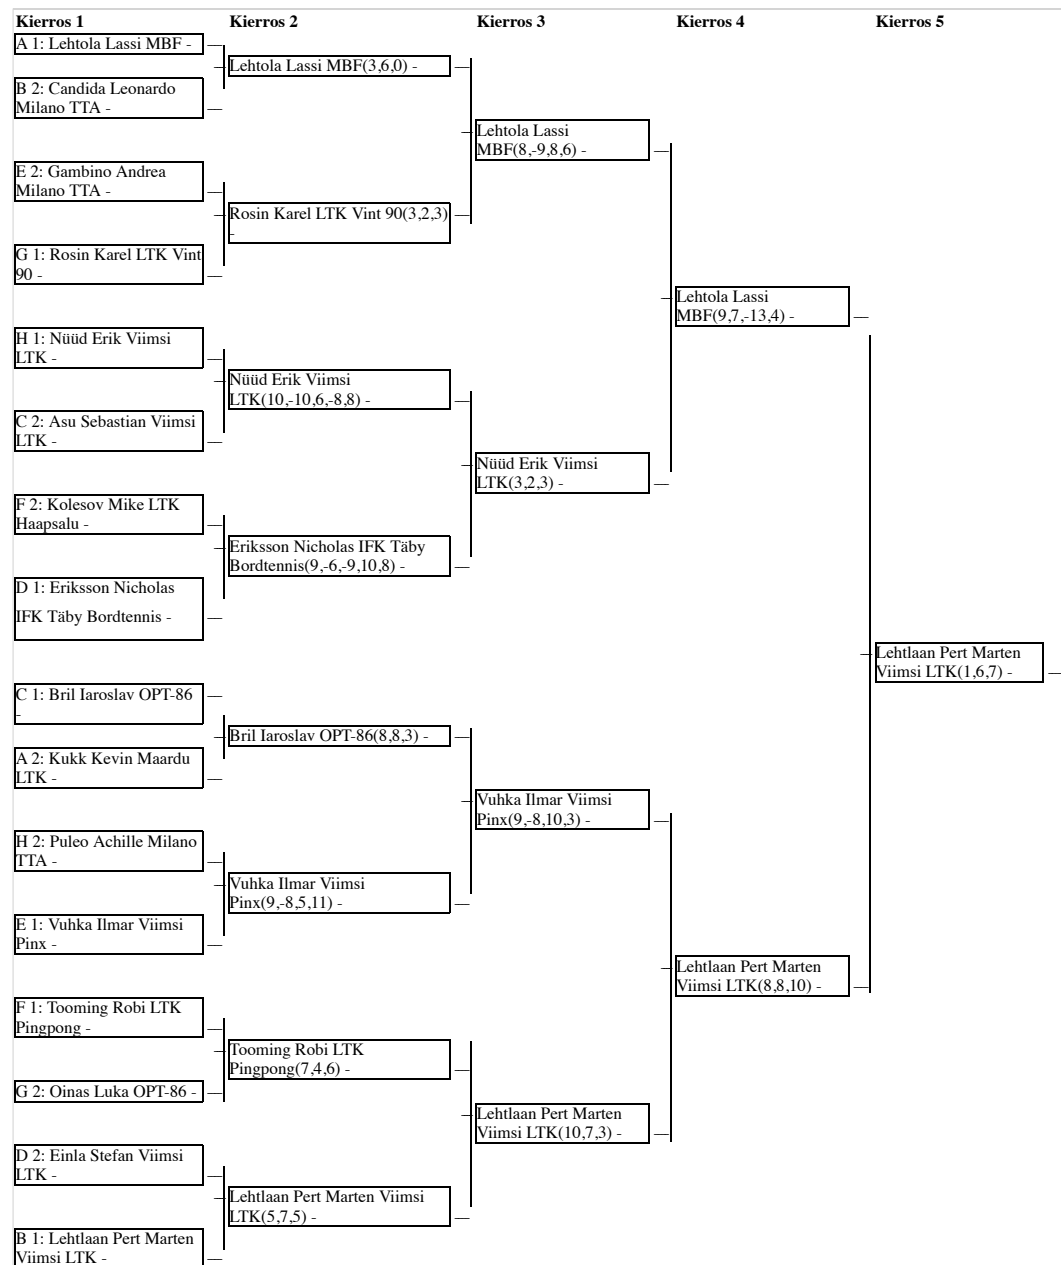 Kierros 1
Kierros 2
Kierros 3
Kierros 4
Kierros 5
A 1: Lehtola Lassi MBF -
B 2: Candida Leonardo
Milano TTA -
E 2: Gambino Andrea
Milano TTA -
G 1: Rosin Karel LTK Vint
90 -
H 1: Nüüd Erik Viimsi
LTK -
C 2: Asu Sebastian Viimsi
LTK -
F 2: Kolesov Mike LTK
Haapsalu -
D 1: Eriksson Nicholas
IFK Täby Bordtennis -
C 1: Bril Iaroslav OPT-86
-
A 2: Kukk Kevin Maardu
LTK -
H 2: Puleo Achille Milano
TTA -
E 1: Vuhka Ilmar Viimsi
Pinx -
F 1: Tooming Robi LTK
Pingpong -
G 2: Oinas Luka OPT-86 -
D 2: Einla Stefan Viimsi
LTK -
B 1: Lehtlaan Pert Marten
Viimsi LTK -
Lehtola Lassi MBF(3,6,0) -
Rosin Karel LTK Vint 90(3,2,3)
-
Nüüd Erik Viimsi
LTK(10,-10,6,-8,8) -
Eriksson Nicholas IFK Täby
Bordtennis(9,-6,-9,10,8) -
Bril Iaroslav OPT-86(8,8,3) -
Vuhka Ilmar Viimsi
Pinx(9,-8,5,11) -
Tooming Robi LTK
Pingpong(7,4,6) -
Lehtlaan Pert Marten Viimsi
LTK(5,7,5) -
Lehtola Lassi
MBF(8,-9,8,6) -
Nüüd Erik Viimsi
LTK(3,2,3) -
Vuhka Ilmar Viimsi
Pinx(9,-8,10,3) -
Lehtlaan Pert Marten
Viimsi LTK(10,7,3) -
Lehtola Lassi
MBF(9,7,-13,4) -
Lehtlaan Pert Marten
Viimsi LTK(8,8,10) -
Lehtlaan Pert Marten
Viimsi LTK(1,6,7) -